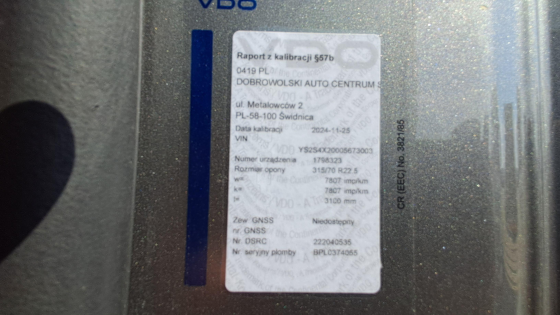 VDO
Raport z kalibracji §57b
0419 PL
DOBROWOLSKI AUTO CENTRUM
ul. Metalowców 2
PL-58-100 Świdnica
Data kalibracji 2024-11-25
VIN
Numer urządzenia 1798323
Rozmiar opony 315/70 R22.5
w= 7807 imp/km
k= 7807 imp/km
l= 3100 mm
Zew. GNSS Niedostępny
nr. GNSS
Nr. DSRC 222040535
Nr. seryjny plomby BPL0374055
CR (EEC) No. 3821/85